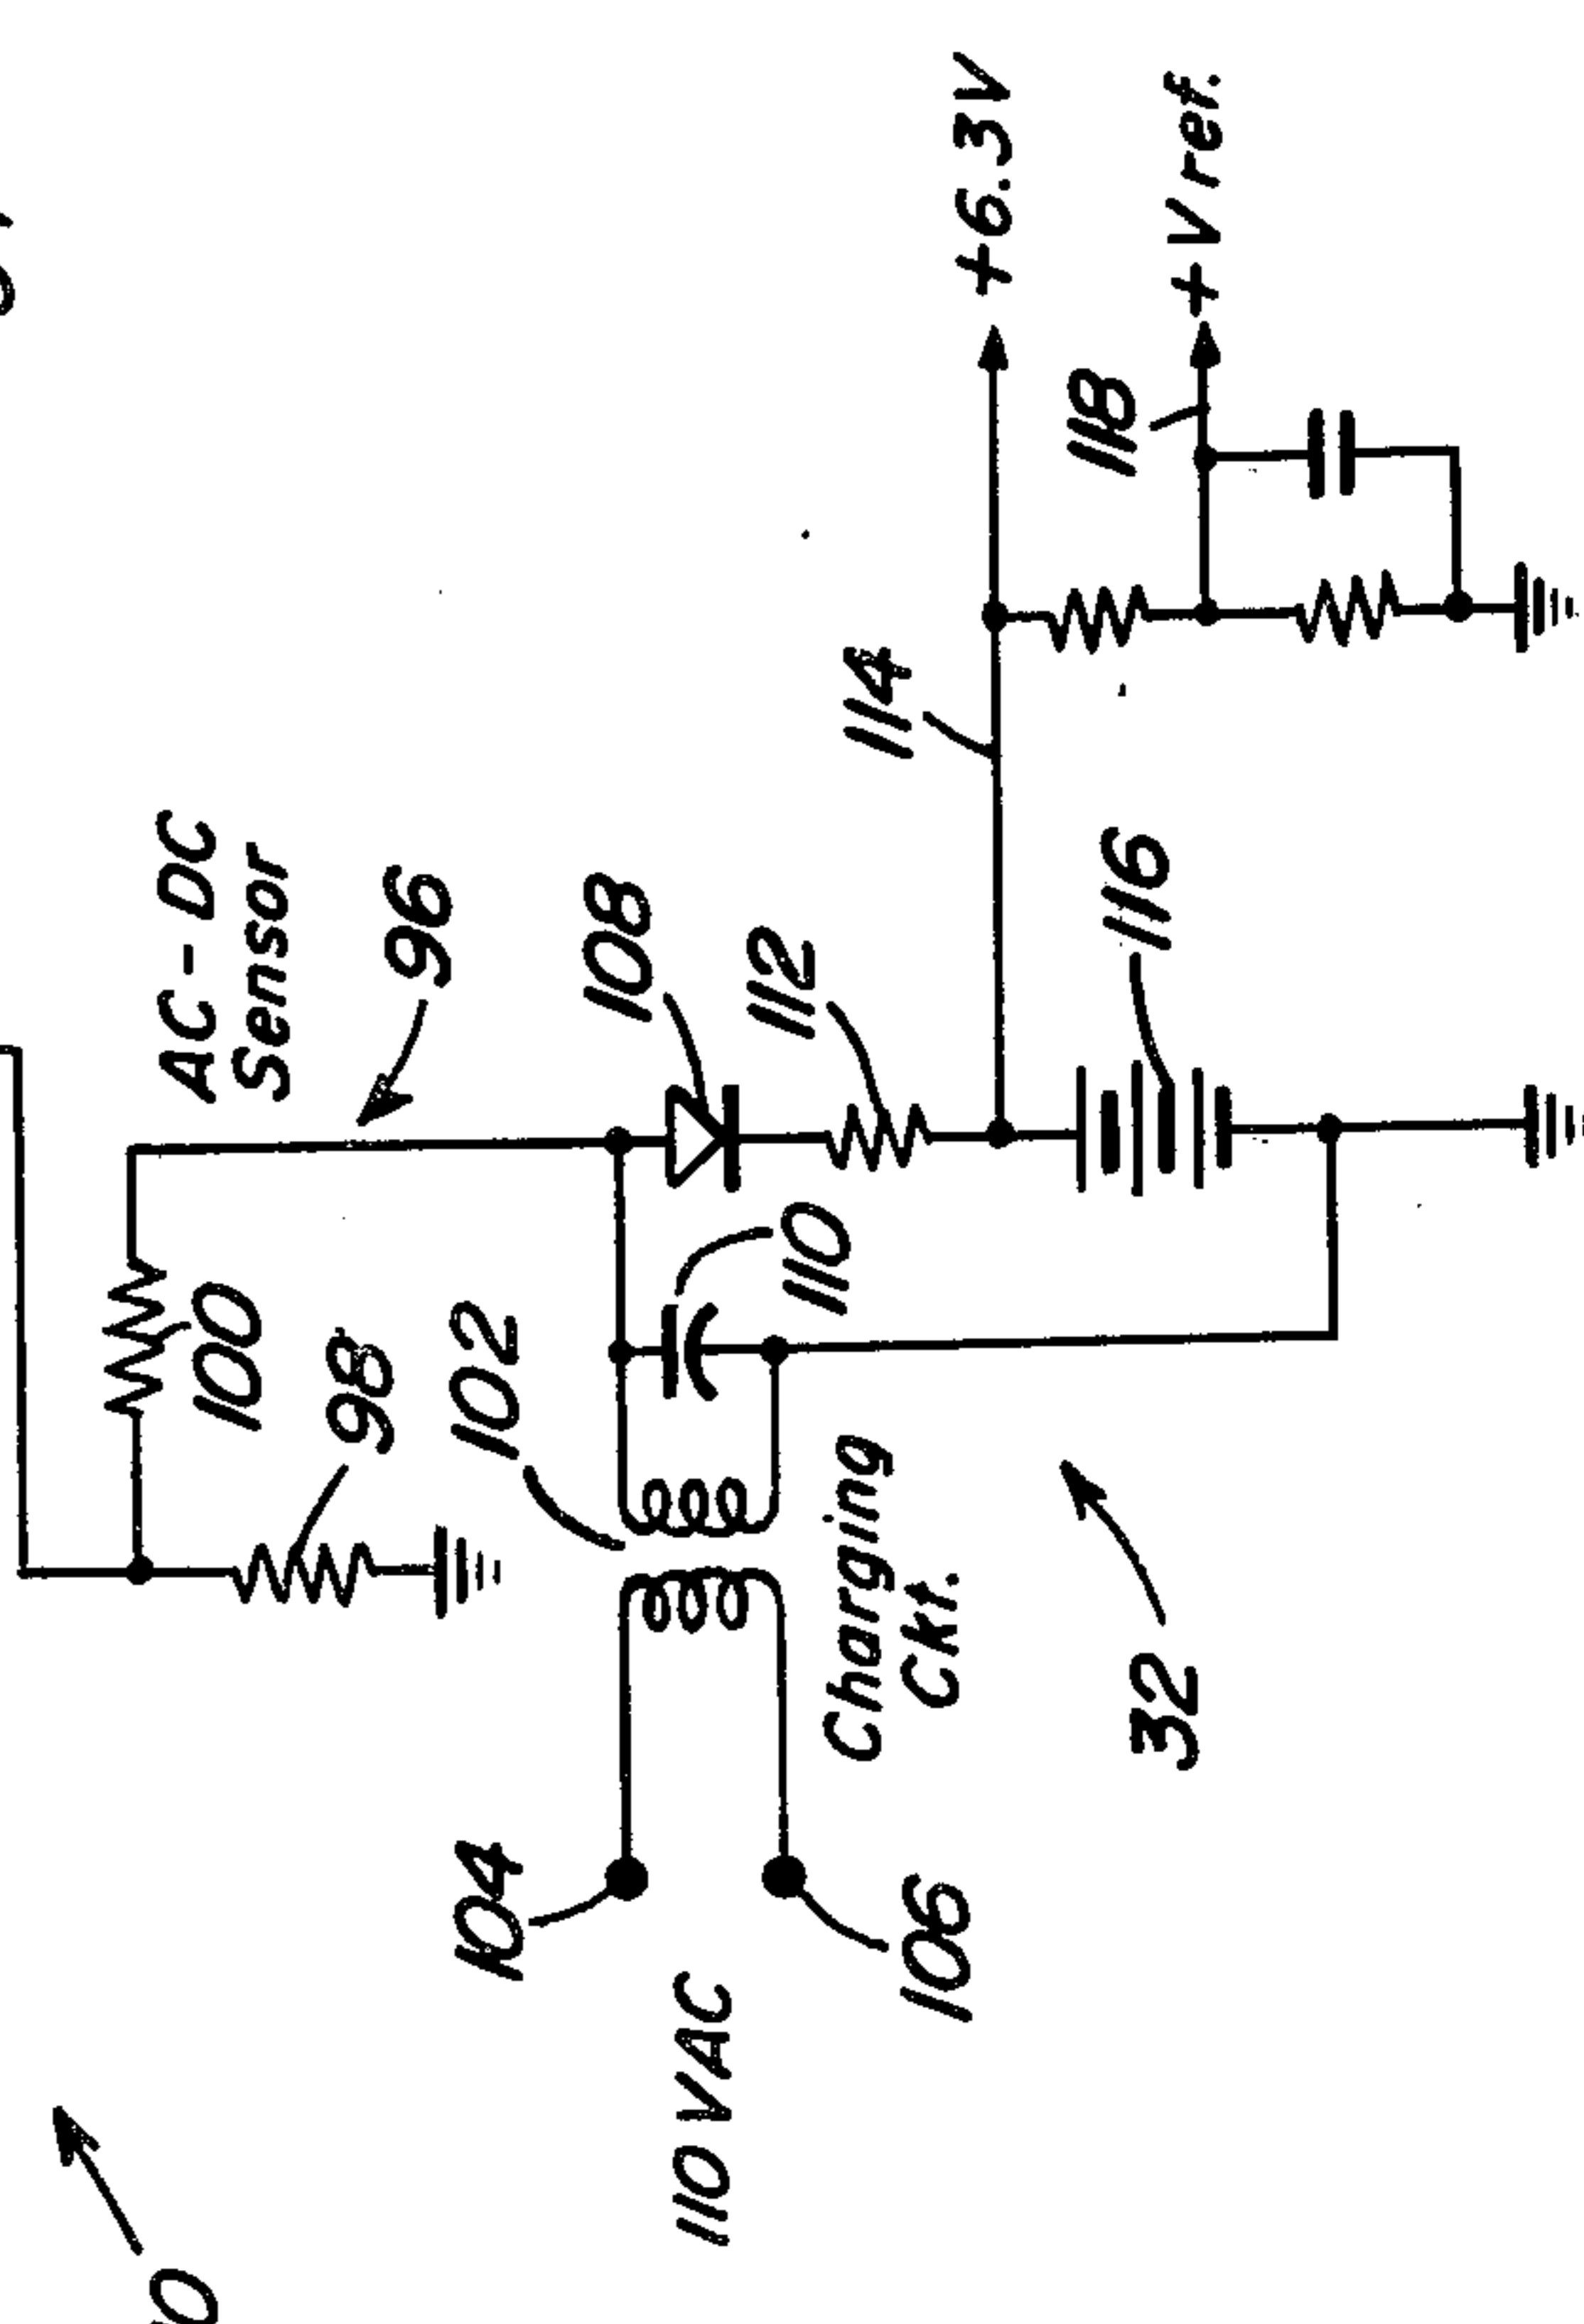 AC-DC
Sensor
96
100
98
102
108
112
110
104
106
110 VAC
Charging
Ckt.
32
114
116
118
+6.3V
+V ref.